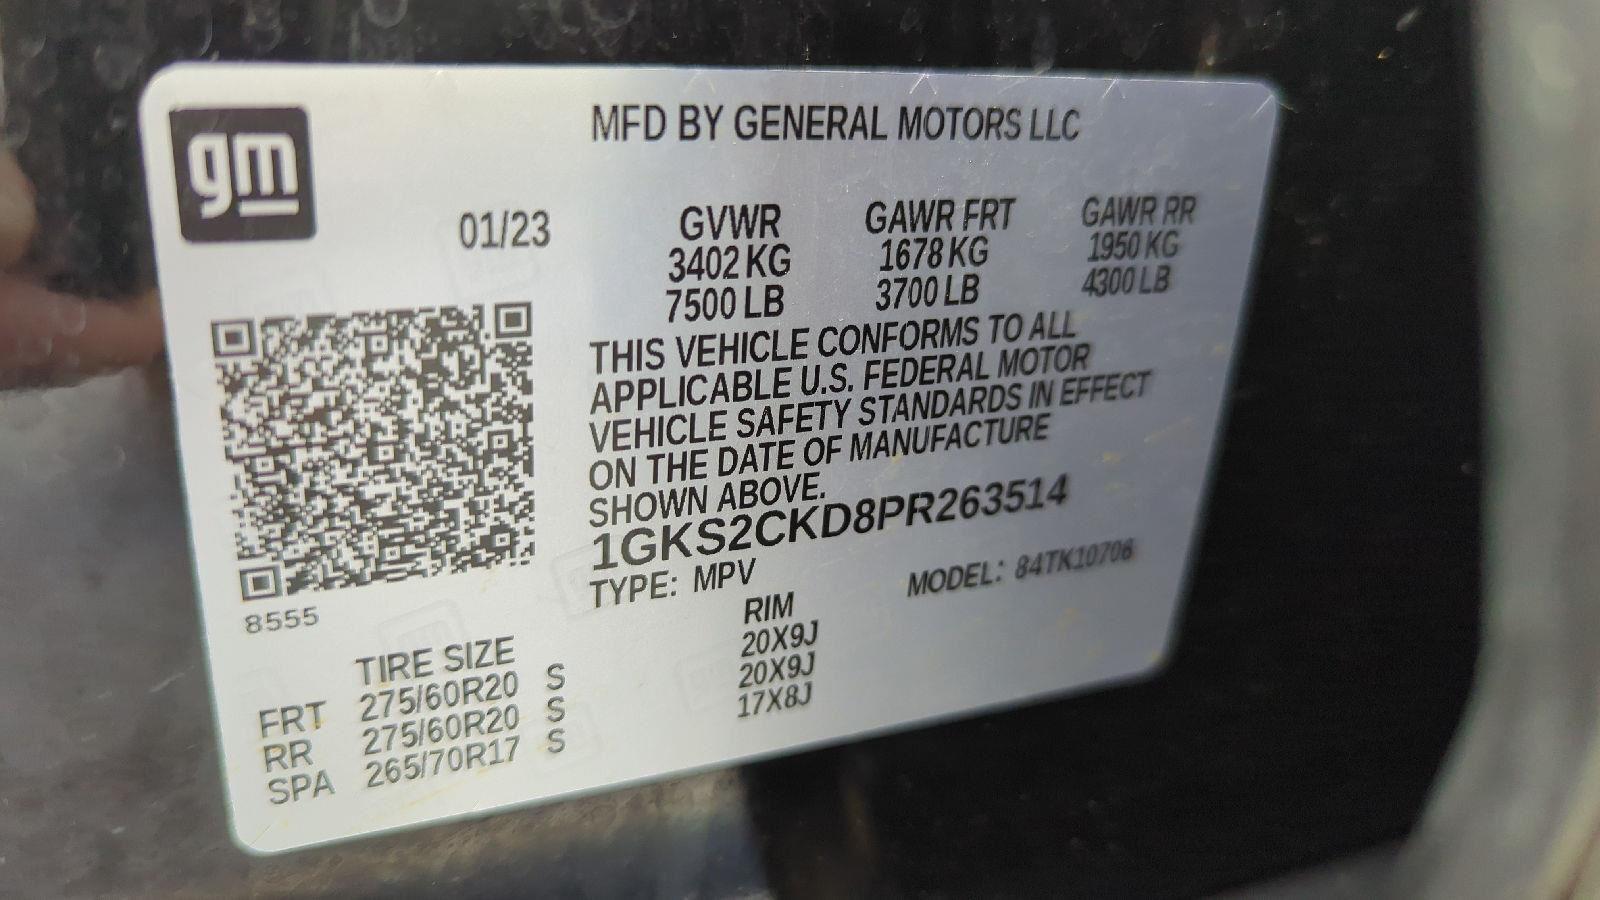 gm
MFD BY GENERAL MOTORS LLC
01/23
GVWR GAWR FRT GAWR RR
3402 KG 1678 KG 1950 KG
7500 LB 3700 LB 4300 LB
THIS VEHICLE CONFORMS TO ALL
APPLICABLE U.S. FEDERAL MOTOR
VEHICLE SAFETY STANDARDS IN EFFECT
ON THE DATE OF MANUFACTURE
SHOWN ABOVE.
1GKS2CKD8PR263514
TYPE: MPV MODEL: 84TK10706
8555
TIRE SIZE RIM
FRT 275/60R20 S 20X9J
RR 275/60R20 S 20X9J
SPA 265/70R17 S 17X8J